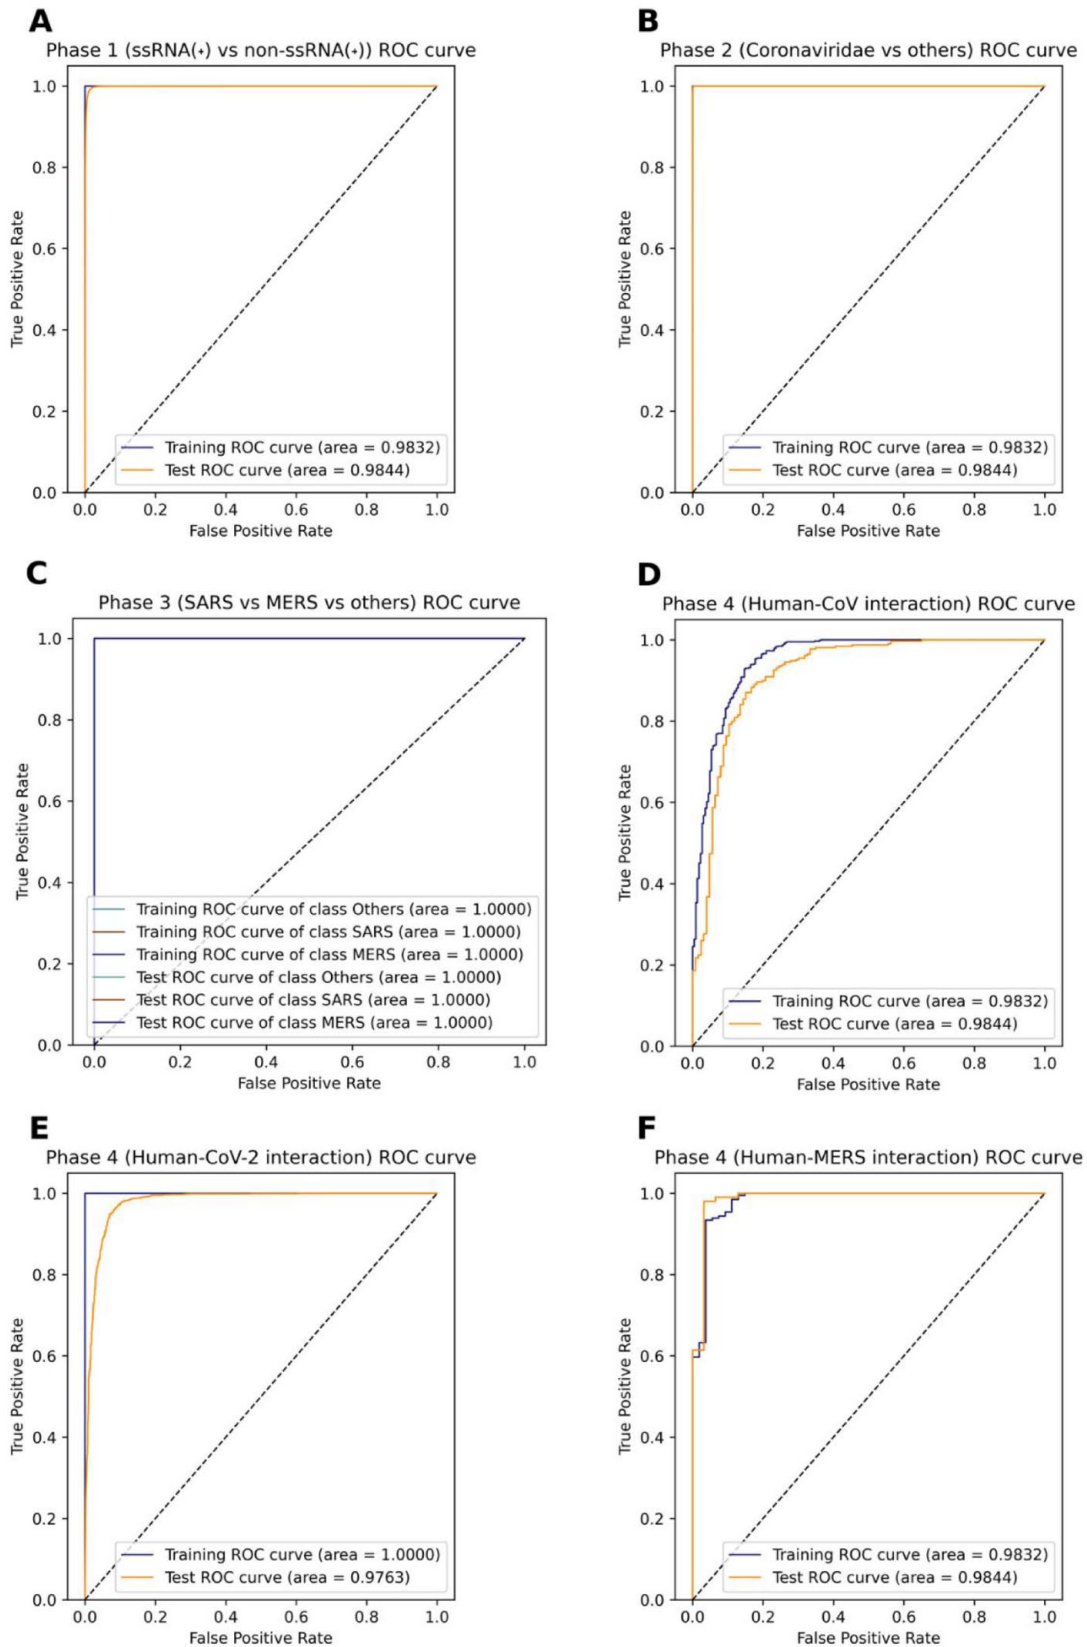 A
Phase 1 (ssRNA(+) vs non-ssRNA(+)) ROC curve
True Positive Rate
1.0
0.8
0.6
0.4
0.2
0.0
Training ROC curve (area = 0.9832)
Test ROC curve (area = 0.9844)
0.0 0.2 0.4 0.6 0.8 1.0
False Positive Rate
B
Phase 2 (Coronaviridae vs others) ROC curve
True Positive Rate
1.0
0.8
0.6
0.4
0.2
0.0
Training ROC curve (area = 0.9832)
Test ROC curve (area = 0.9844)
0.0 0.2 0.4 0.6 0.8 1.0
False Positive Rate
C
Phase 3 (SARS vs MERS vs others) ROC curve
True Positive Rate
1.0
0.8
0.6
0.4
0.2
0.0
Training ROC curve of class Others (area = 1.0000)
Training ROC curve of class SARS (area = 1.0000)
Training ROC curve of class MERS (area = 1.0000)
Test ROC curve of class Others (area = 1.0000)
Test ROC curve of class SARS (area = 1.0000)
Test ROC curve of class MERS (area = 1.0000)
0.0 0.2 0.4 0.6 0.8 1.0
False Positive Rate
D
Phase 4 (Human-CoV interaction) ROC curve
True Positive Rate
1.0
0.8
0.6
0.4
0.2
0.0
Training ROC curve (area = 0.9832)
Test ROC curve (area = 0.9844)
0.0 0.2 0.4 0.6 0.8 1.0
False Positive Rate
E
Phase 4 (Human-CoV-2 interaction) ROC curve
True Positive Rate
1.0
0.8
0.6
0.4
0.2
0.0
Training ROC curve (area = 1.0000)
Test ROC curve (area = 0.9763)
0.0 0.2 0.4 0.6 0.8 1.0
False Positive Rate
F
Phase 4 (Human-MERS interaction) ROC curve
True Positive Rate
1.0
0.8
0.6
0.4
0.2
0.0
Training ROC curve (area = 0.9832)
Test ROC curve (area = 0.9844)
0.0 0.2 0.4 0.6 0.8 1.0
False Positive Rate